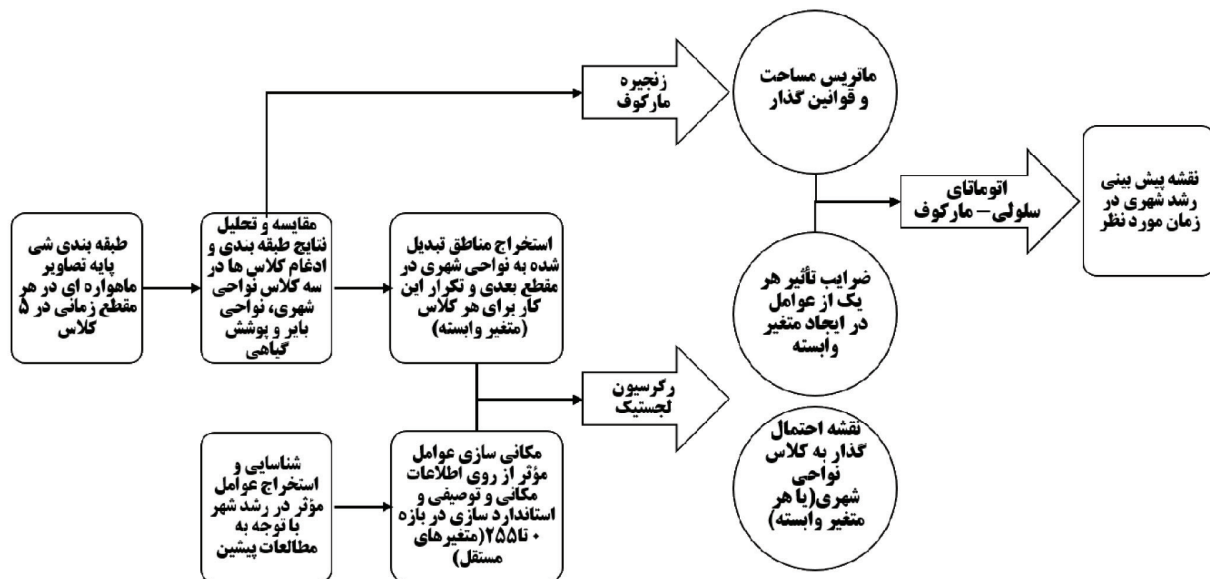 طبقه بندی شی
پایه تصاویر
ماهواره ای در هر
مقطع زمانی در ۵
کلاس
مقایسه و تحلیل
نتایج طبقه بندی و
ادغام کلاس ها در
سه کلاس نواحی
شهری، نواحی
بایر و پوشش
گیاهی
استخراج مناطق تبدیل
شده به نواحی شهری در
مقطع بعدی و تکرار این
کار برای هر کلاس
(متغیر وابسته)
شناسایی و
استخراج عوامل
مؤثر در رشد شهر
با توجه به
مطالعات پیشین
مکانی سازی عوامل
مؤثر از روی اطلاعات
مکانی و توصیفی و
استاندارد سازی در بازه
۰ تا۲۵۵(متغیرهای
مستقل)
زنجیره
مارکوف
رکرسیون
لجستیک
ماتریس مساحت
و قوانین گذار
ضرایب تأثیر هر
یک از عوامل
در ایجاد متغیر
وابسته
نقشه احتمال
گذار به کلاس
نواحی
شهری(یا هر
متغیر وابسته)
اتوماتای
سلولی– مارکوف
نقشه پیش بینی
رشد شهری در
زمان مورد نظر